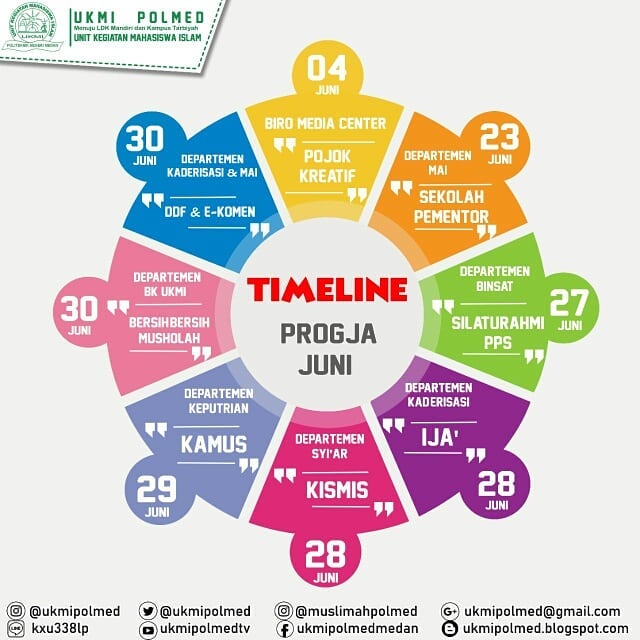 UKMI POLMED
Menuju LDK Mandiri dan Kampus Tarbiyah
UNIT KEGIATAN MAHASISWA ISLAM
UNIT KEGIATAN MAHASISWA ISLAM
UKMI
POLITEKNIK NEGERI MEDAN
04
JUNI
BIRO MEDIA CENTER
POJOK
KREATIF
23
JUNI
DEPARTEMEN
MAI
SEKOLAH
PEMENTOR
27
JUNI
DEPARTEMEN
BINSAT
SILATURAHMI
PPS
28
JUNI
DEPARTEMEN
KADERISASI
IJA'
28
JUNI
DEPARTEMEN
SYI'AR
KISMIS
29
JUNI
DEPARTEMEN
KEPUTRIAN
KAMUS
30
JUNI
DEPARTEMEN
BK UKMI
BERSIHBERSIH
MUSHOLAH
30
JUNI
DEPARTEMEN
KADERISASI & MAI
DDF & E-KOMEN
TIMELINE
PROGJA
JUNI
@ukmipolmed
@ukmipolmed
@muslimahpolmed
ukmipolmed@gmail.com
kxu338lp
ukmipolmedtv
ukmipolmedmedan
ukmipolmed.blogspot.com